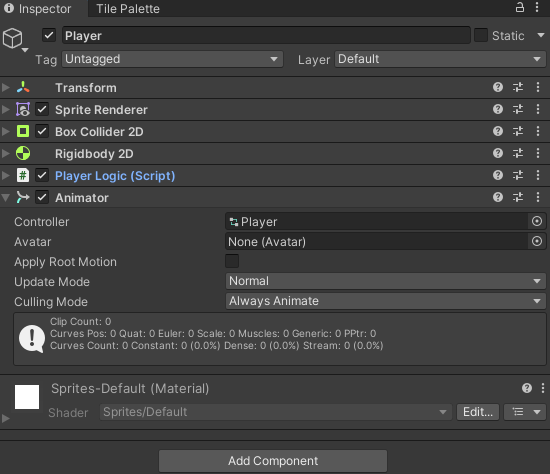 Inspector Tile Palette
Player Static
Tag Untagged Layer Default
Transform
Sprite Renderer
Box Collider 2D
Rigidbody 2D
# Player Logic (Script)
Animator
Controller Player
Avatar None (Avatar)
Apply Root Motion
Update Mode Normal
Culling Mode Always Animate
Clip Count: 0
Curves Pos: 0 Quat: 0 Euler: 0 Scale: 0 Muscles: 0 Generic: 0 PPtr: 0
Curves Count: 0 Constant: 0 (0.0%) Dense: 0 (0.0%) Stream: 0 (0.0%)
Sprites-Default (Material)
Shader Sprites/Default Edit...
Add Component